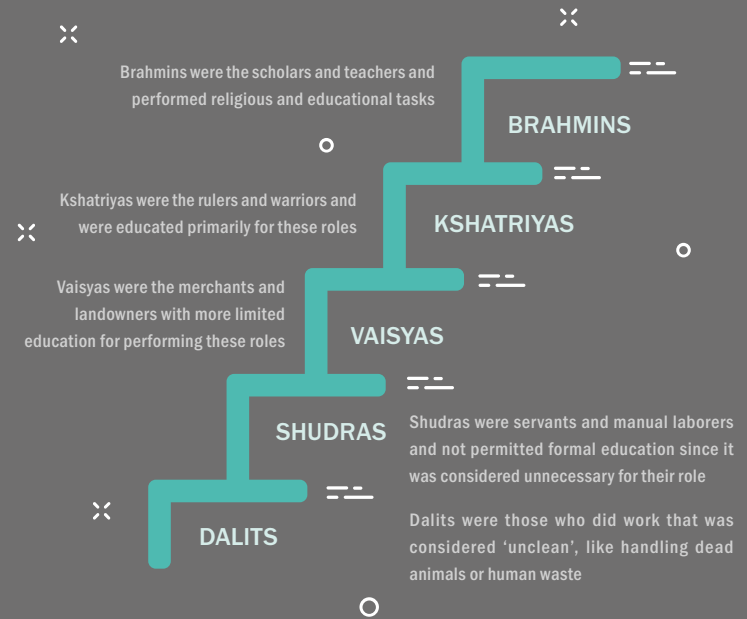 Brahmins were the scholars and teachers and
performed religious and educational tasks
BRAHMINS
Kshatriyas were the rulers and warriors and
were educated primarily for these roles
KSHATRIYAS
Vaisyas were the merchants and
landowners with more limited
education for performing these roles
VAISYAS
SHUDRAS
Shudras were servants and manual laborers
and not permitted formal education since it
was considered unnecessary for their role
DALITS
Dalits were those who did work that was
considered ‘unclean’, like handling dead
animals or human waste